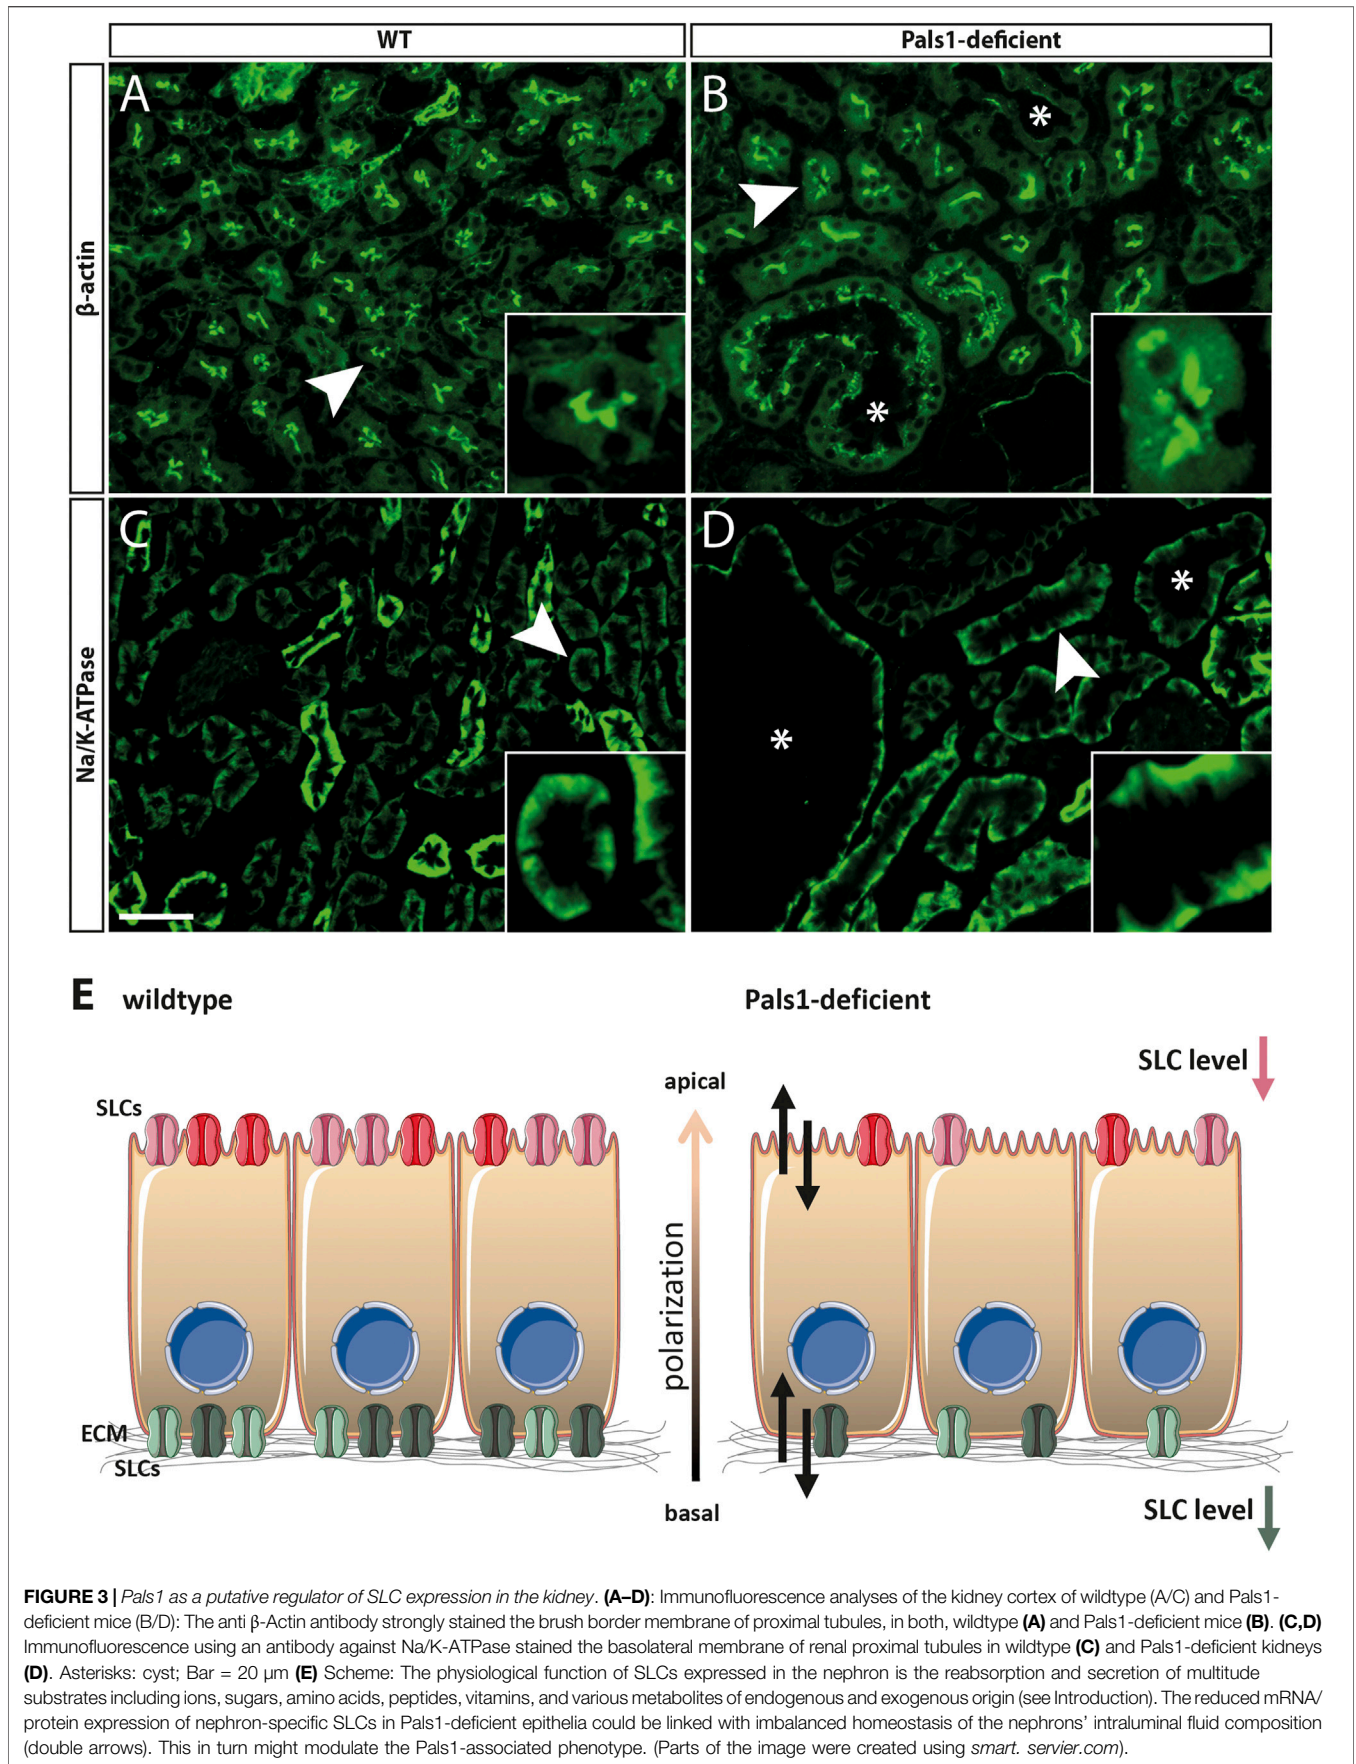 WT
Pals1-deficient
β-actin
A
*
*
B
Na/K-ATPase
C
*
*
D
E wildtype
Pals1-deficient
SLC level
apical
SLCs
polarization
ECM
SLCs
basal
SLC level
FIGURE 3 | Pals1 as a putative regulator of SLC expression in the kidney. (A–D): Immunofluorescence analyses of the kidney cortex of wildtype (A/C) and Pals1-
deficient mice (B/D): The anti β-Actin antibody strongly stained the brush border membrane of proximal tubules, in both, wildtype (A) and Pals1-deficient mice (B). (C,D)
Immunofluorescence using an antibody against Na/K-ATPase stained the basolateral membrane of renal proximal tubules in wildtype (C) and Pals1-deficient kidneys
(D). Asterisks: cyst; Bar = 20 μm (E) Scheme: The physiological function of SLCs expressed in the nephron is the reabsorption and secretion of multitude
substrates including ions, sugars, amino acids, peptides, vitamins, and various metabolites of endogenous and exogenous origin (see Introduction). The reduced mRNA/
protein expression of nephron-specific SLCs in Pals1-deficient epithelia could be linked with imbalanced homeostasis of the nephrons' intraluminal fluid composition
(double arrows). This in turn might modulate the Pals1-associated phenotype. (Parts of the image were created using smart. servier.com).